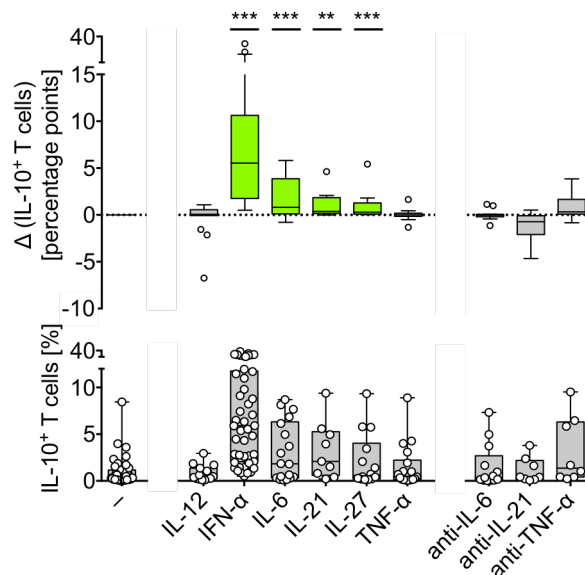 *** *** ** ***
40
15
10
5
0
-5
-10
Δ (IL-10⁺ T cells)
[percentage points]
40
10
5
0
IL-10⁺ T cells [%]
–
IL-12
IFN-α
IL-6
IL-21
IL-27
TNF-α
anti-IL-6
anti-IL-21
anti-TNF-α